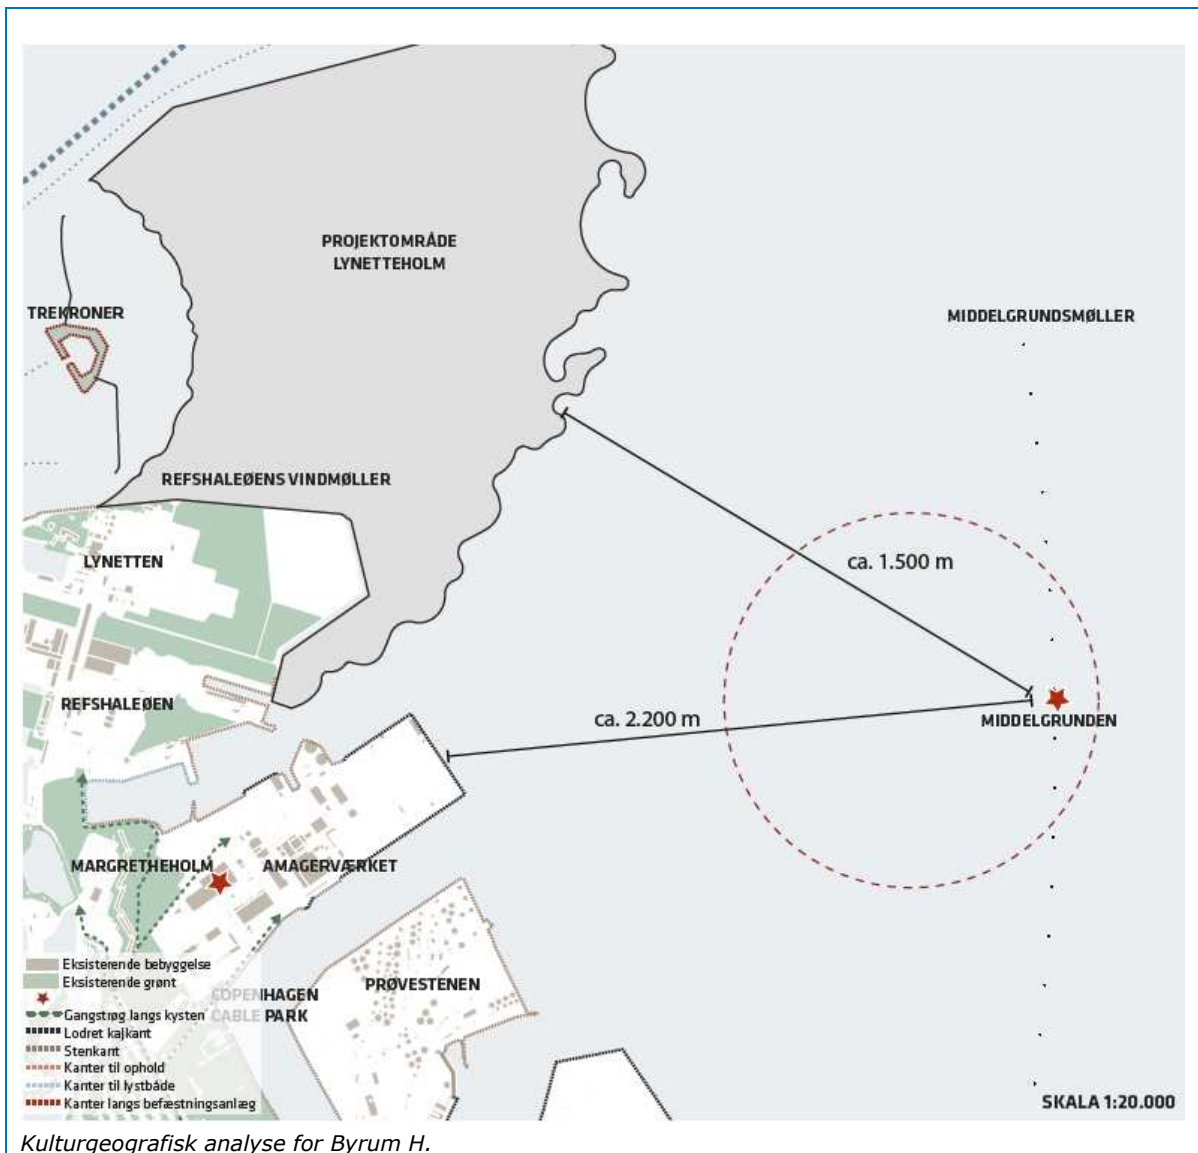 PROJEKTOMRÅDE
LYNETTEHOLM
TREKRONER
MIDDELGRUNDSMØLLER
REFSHALEØENS VINDMØLLER
LYNETTEN
ca. 1.500 m
REFSHALEØEN
ca. 2.200 m
MIDDELGRUNDEN
MARGRETHEHOLM
AMAGERVÆRKET
PRØVESTENEN
COPENHAGEN
CABLE PARK
Eksisterende bebyggelse
Eksisterende grønt
Gangstrøg langs kysten
Lodret kajkant
Stenkant
Kanter til ophold
Kanter til lystbåde
Kanter langs befæstningsanlæg
SKALA 1:20.000
Kulturgeografisk analyse for Byrum H.